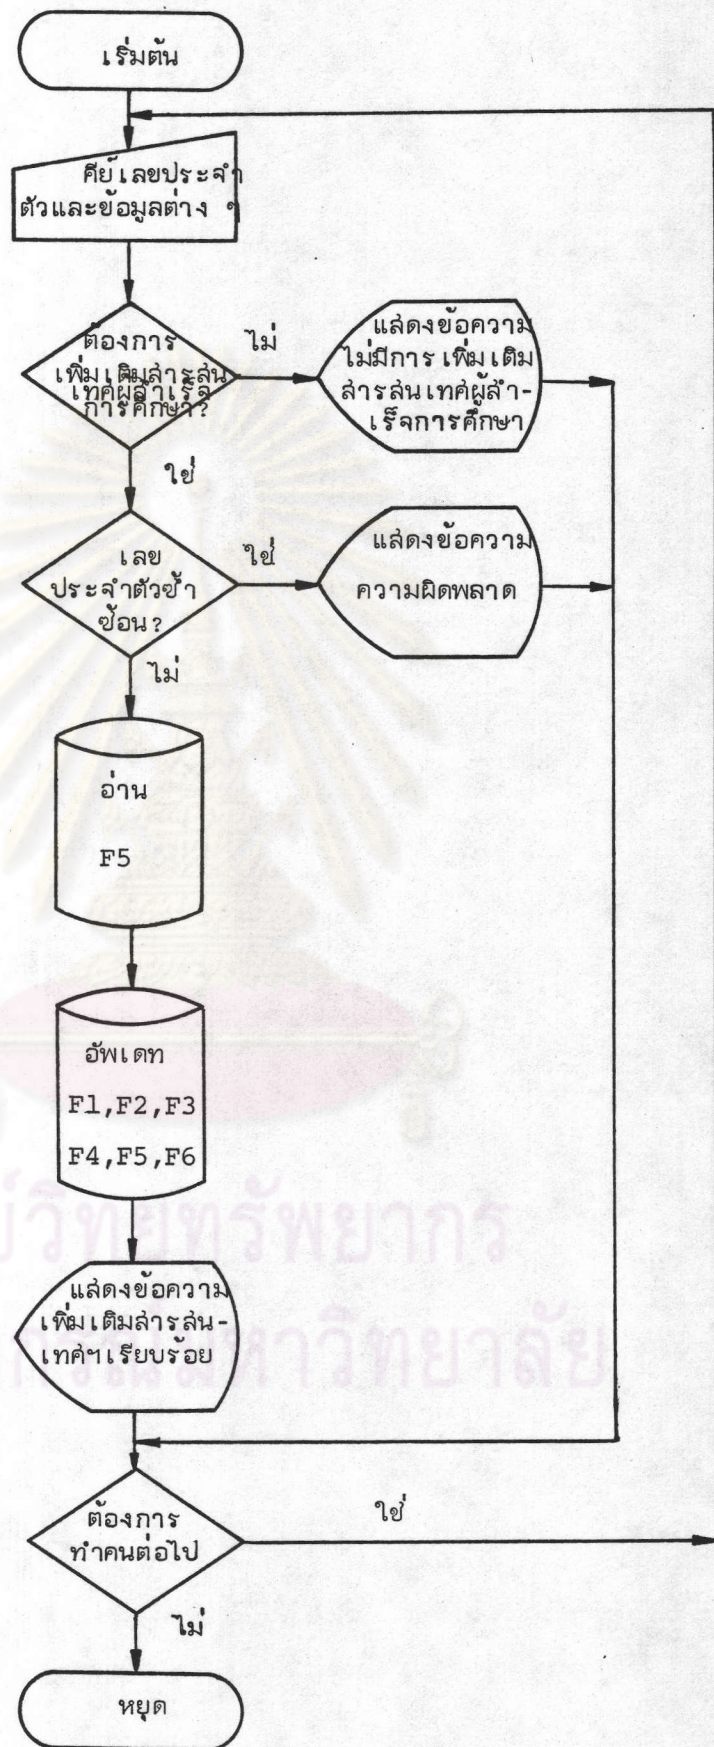 เริ่มต้น
คีย์เลขประจำ
ตัวและข้อมูลต่าง ๆ
ต้องการ
เพิ่มเติมสารสน
เทศผู้สำเร็จ
การศึกษา?
ไม่
แสดงข้อความ
ไม่มีการเพิ่มเติม
สารสนเทศผู้สำ-
เร็จการศึกษา
ใช่
เลข
ประจำตัวซ้ำ
ซ้อน?
ใช่
แสดงข้อความ
ความผิดพลาด
ไม่
อ่าน
F5
อัพเดท
F1,F2,F3
F4,F5,F6
แสดงข้อความ
เพิ่มเติมสารสน-
เทศฯเรียบร้อย
ต้องการ
ทำคนต่อไป
ใช่
ไม่
หยุด